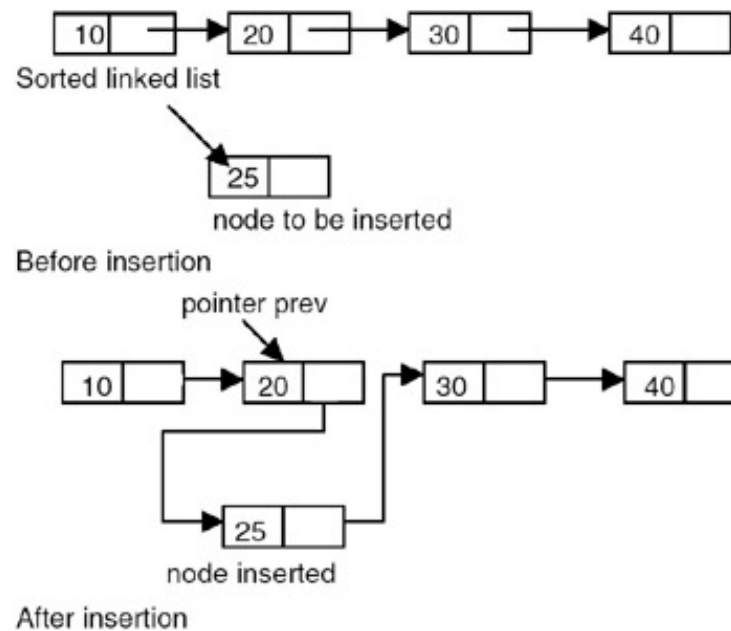 10 20 30 40
Sorted linked list
25
node to be inserted
Before insertion
pointer prev
10 20 30 40
25
node inserted
After insertion